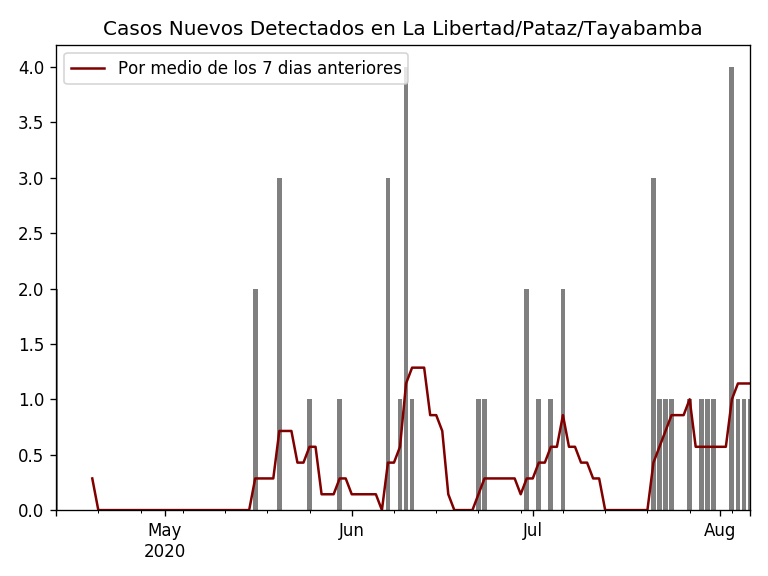 Casos Nuevos Detectados en La Libertad/Pataz/Tayabamba
Por medio de los 7 dias anteriores
4.0
3.5
3.0
2.5
2.0
1.5
1.0
0.5
0.0
May
2020
Jun
Jul
Aug